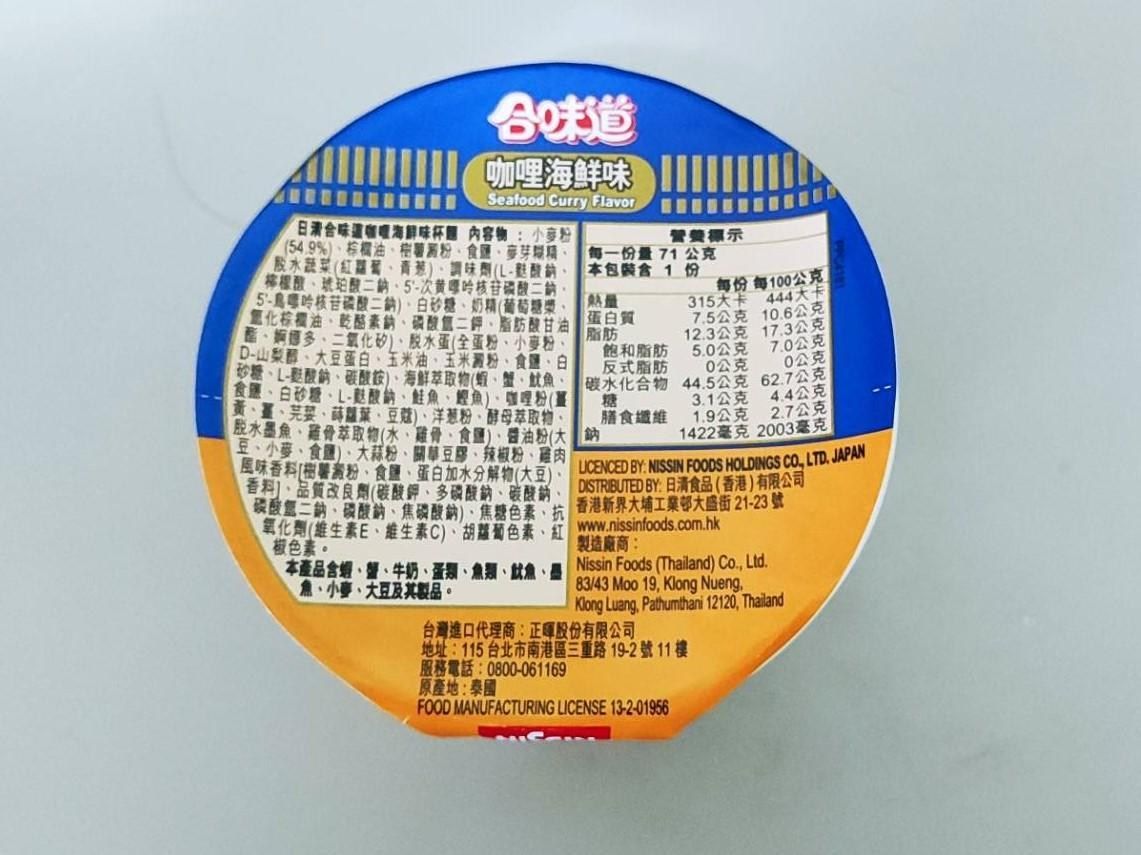 合味道
咖哩海鮮味
Seafood Curry Flavor
日清合味道咖哩海鮮味杯麵 內容物：小麥粉
(54.9%)、棕櫚油、樹薯澱粉、食鹽、麥芽糊精、
脫水蔬菜(紅蘿蔔、青蔥)、調味劑(L-麩酸鈉、
檸檬酸、琥珀酸二鈉、5'-次黃嘌呤核苷磷酸二鈉、
5'-鳥嘌呤核苷磷酸二鈉)、白砂糖、奶精(葡萄糖漿、
氫化棕櫚油、乾酪素鈉、磷酸氫二鉀、脂肪酸甘油
酯、婀娜多、二氧化矽)、脫水蛋(全蛋粉、小麥粉、
D-山梨醇、大豆蛋白、玉米油、玉米澱粉、食鹽、白
砂糖、L-麩酸鈉、碳酸銨)、海鮮萃取物(蝦、蟹、魷魚、
食鹽、白砂糖、L-麩酸鈉、鮭魚、鰹魚)、咖哩粉(薑
黃、薑、芫荽、葫蘆葉、豆蔻)、洋蔥粉、酵母萃取物、
脫水墨魚、雞骨萃取物(水、雞骨、食鹽)、醬油粉(大
豆、小麥、食鹽)、大蒜粉、關華豆膠、辣椒粉、雞肉
風味香料[樹薯澱粉、食鹽、蛋白加水分解物(大豆)、
香料]、品質改良劑(碳酸鉀、多磷酸鈉、碳酸鈉、
磷酸氫二鈉、磷酸鈉、焦磷酸鈉)、焦糖色素、抗
氧化劑(維生素E、維生素C)、胡蘿蔔色素、紅
椒色素。
本產品含蝦、蟹、牛奶、蛋類、魚類、魷魚、墨
魚、小麥、大豆及其製品。
營養標示
每一份量 71 公克
本包裝含 1 份
每份 每100公克
熱量 315大卡 444大卡
蛋白質 7.5公克 10.6公克
脂肪 12.3公克 17.3公克
飽和脂肪 5.0公克 7.0公克
反式脂肪 0公克 0公克
碳水化合物 44.5公克 62.7公克
糖 3.1公克 4.4公克
膳食纖維 1.9公克 2.7公克
鈉 1422毫克 2003毫克
LICENCED BY: NISSIN FOODS HOLDINGS CO., LTD. JAPAN
DISTRIBUTED BY: 日清食品 (香港) 有限公司
香港新界大埔工業邨大盛街 21-23 號
www.nissinfoods.com.hk
製造廠商：
Nissin Foods (Thailand) Co., Ltd.
83/43 Moo 19, Klong Nueng,
Klong Luang, Pathumthani 12120, Thailand
台灣進口代理商：正暉股份有限公司
地址：115 台北市南港區三重路 19-2 號 11 樓
服務電話：0800-061169
原產地：泰國
FOOD MANUFACTURING LICENSE 13-2-01956
NISSIN